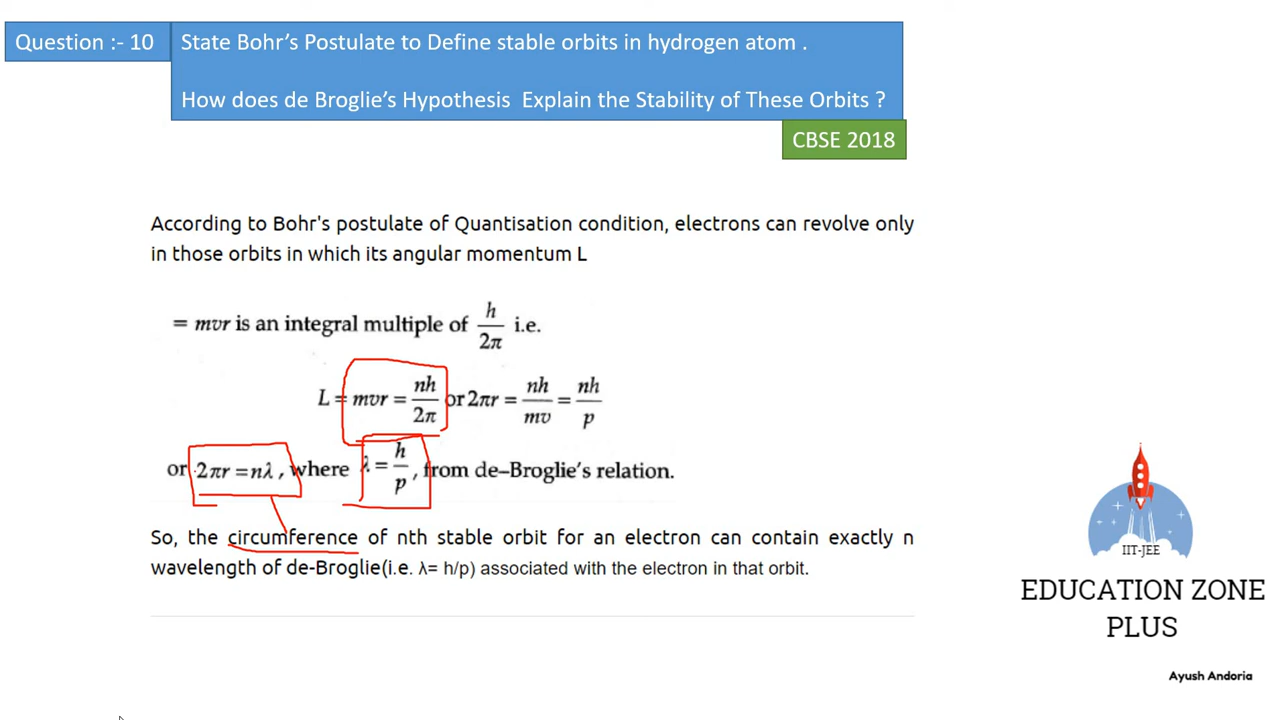 Question :- 10
State Bohr’s Postulate to Define stable orbits in hydrogen atom .
How does de Broglie’s Hypothesis Explain the Stability of These Orbits ?
CBSE 2018
According to Bohr's postulate of Quantisation condition, electrons can revolve only
in those orbits in which its angular momentum L
= mvr is an integral multiple of h/2π i.e.
L = mvr = nh/2π or 2πr = nh/mv = nh/p
or 2πr = nλ , where λ = h/p , from de–Broglie's relation.
So, the circumference of nth stable orbit for an electron can contain exactly n
wavelength of de-Broglie(i.e. λ= h/p) associated with the electron in that orbit.
IIT-JEE
EDUCATION ZONE
PLUS
Ayush Andoria